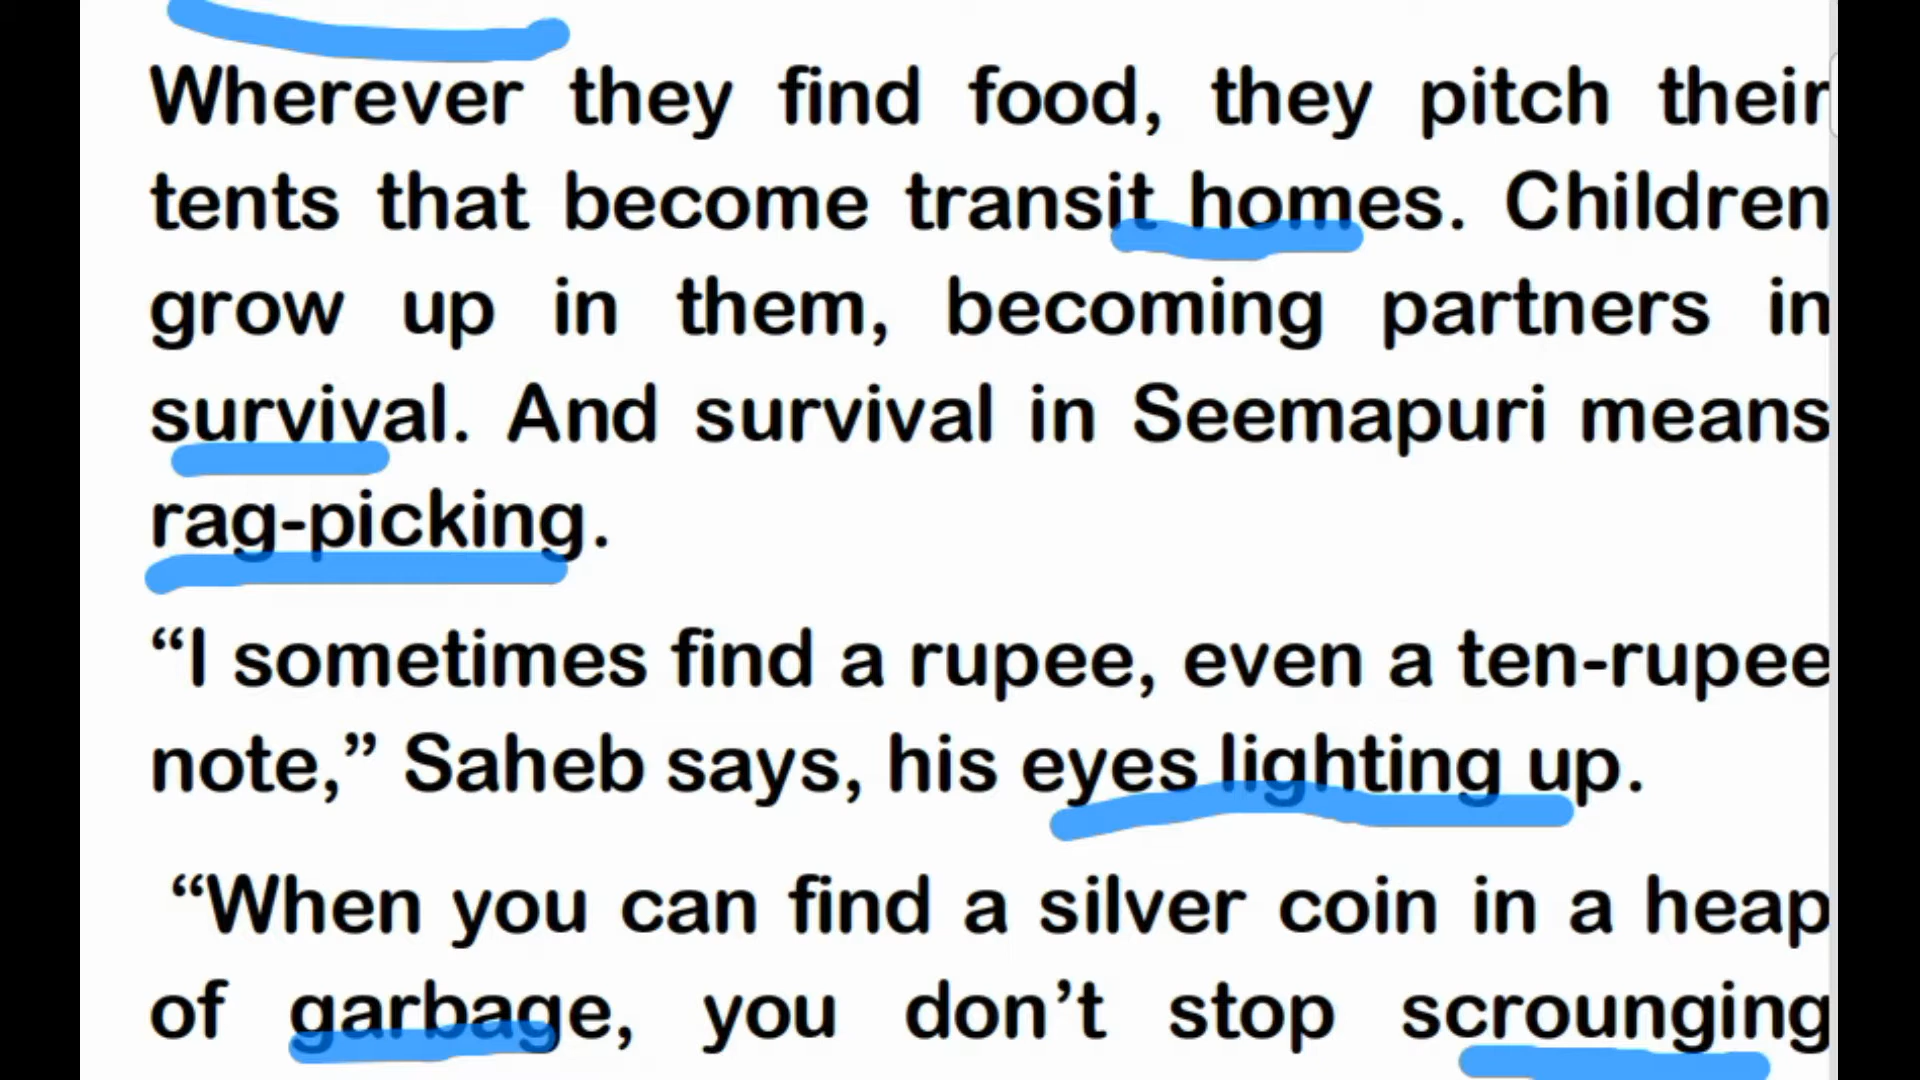 Wherever they find food, they pitch their
tents that become transit homes. Children
grow up in them, becoming partners in
survival. And survival in Seemapuri means
rag-picking.
“I sometimes find a rupee, even a ten-rupee
note,” Saheb says, his eyes lighting up.
“When you can find a silver coin in a heap
of garbage, you don’t stop scrounging